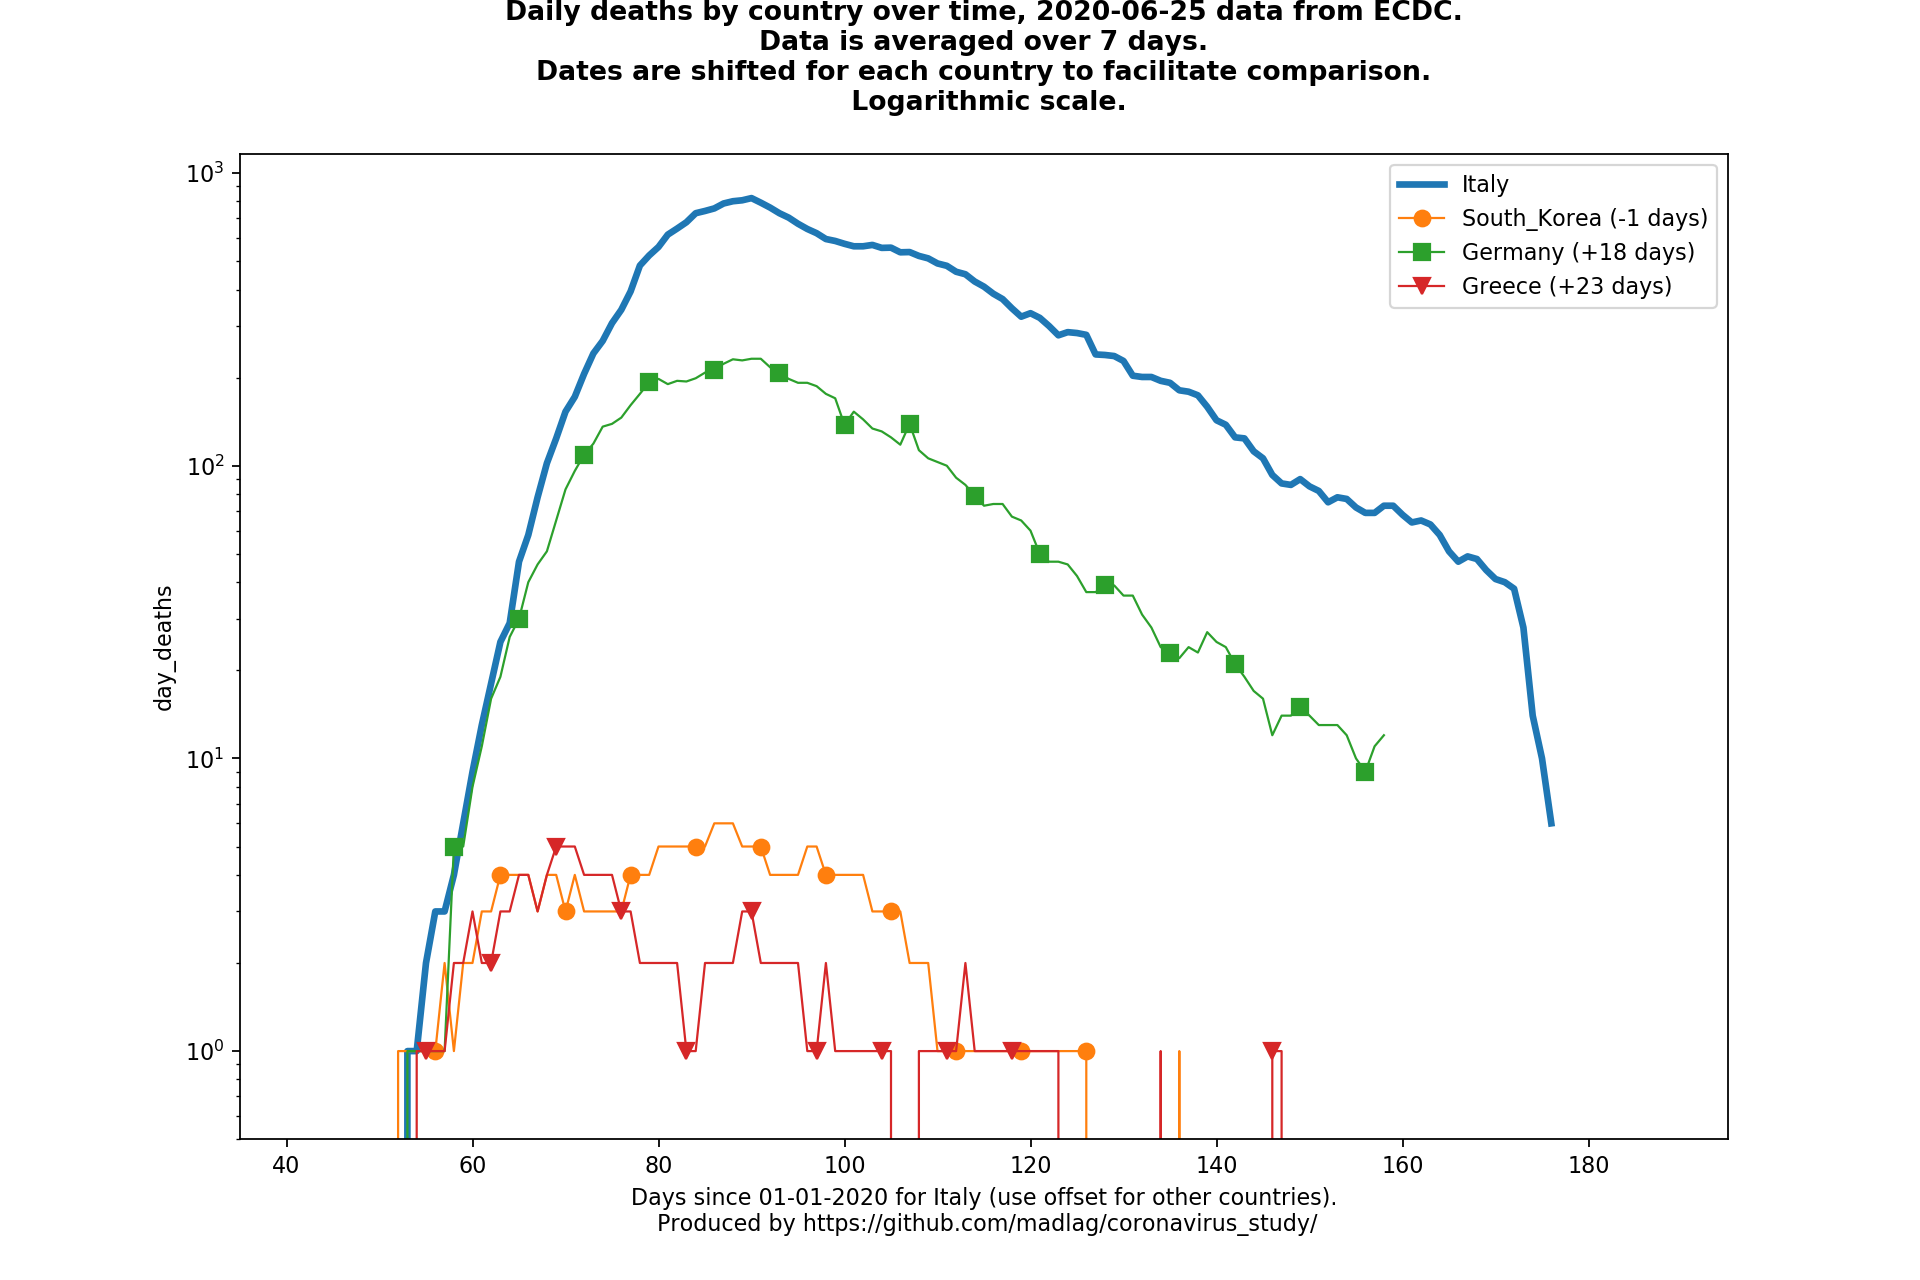 Daily deaths by country over time, 2020-06-25 data from ECDC.
Data is averaged over 7 days.
Dates are shifted for each country to facilitate comparison.
Logarithmic scale.
10³
Italy
South_Korea (-1 days)
Germany (+18 days)
Greece (+23 days)
10²
day_deaths
10¹
10⁰
40 60 80 100 120 140 160 180
Days since 01-01-2020 for Italy (use offset for other countries).
Produced by https://github.com/madlag/coronavirus_study/